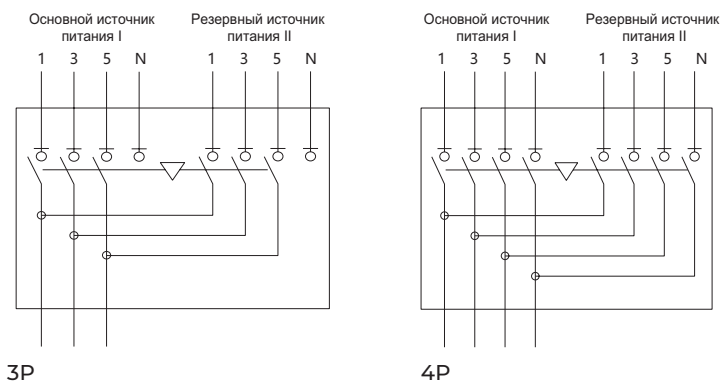 Основной источник
питания I
Резервный источник
питания II
1 3 5 N
1 3 5 N
3P
Основной источник
питания I
Резервный источник
питания II
1 3 5 N
1 3 5 N
4P